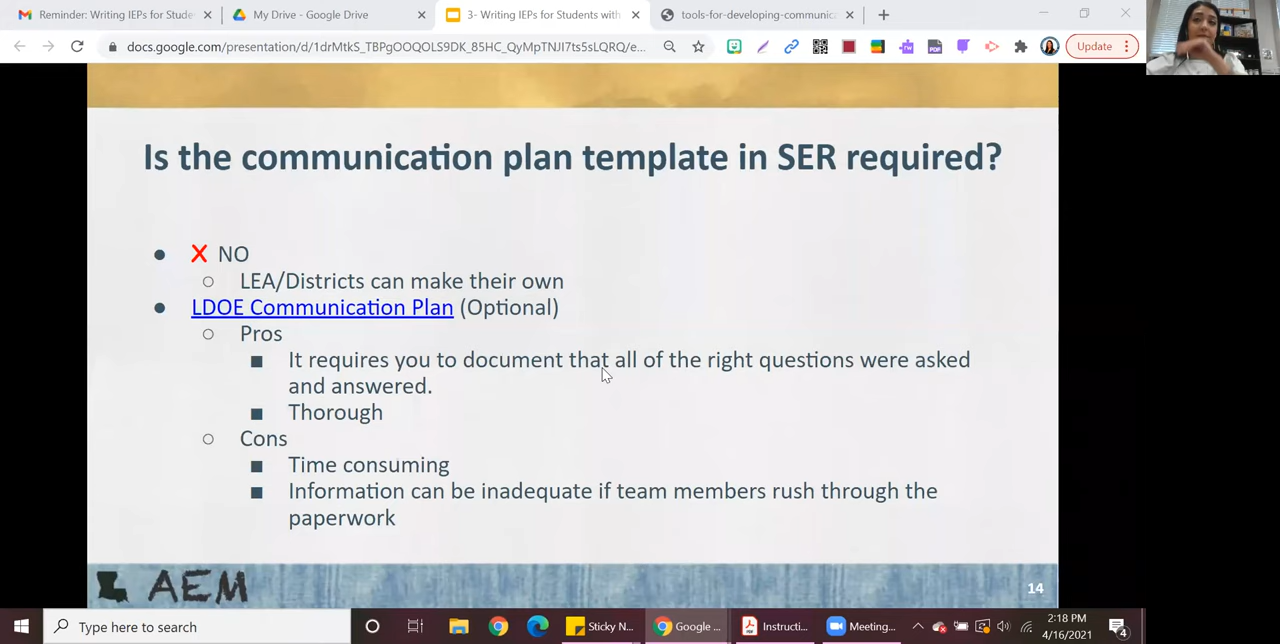 Reminder: Writing IEPs for Stude
My Drive - Google Drive
3- Writing IEPs for Students with
tools-for-developing-communica
docs.google.com/presentation/d/1drMtkS_TBPgOOQOLS9DK_85HC_QyMpTNJI7ts5sLQRQ/e...
Update
Is the communication plan template in SER required?
● X NO
○ LEA/Districts can make their own
● LDOE Communication Plan (Optional)
○ Pros
■ It requires you to document that all of the right questions were asked
and answered.
■ Thorough
○ Cons
■ Time consuming
■ Information can be inadequate if team members rush through the
paperwork
AEM
14
Type here to search
Sticky N...
Google ...
Instructi...
Meeting...
2:18 PM
4/16/2021
4